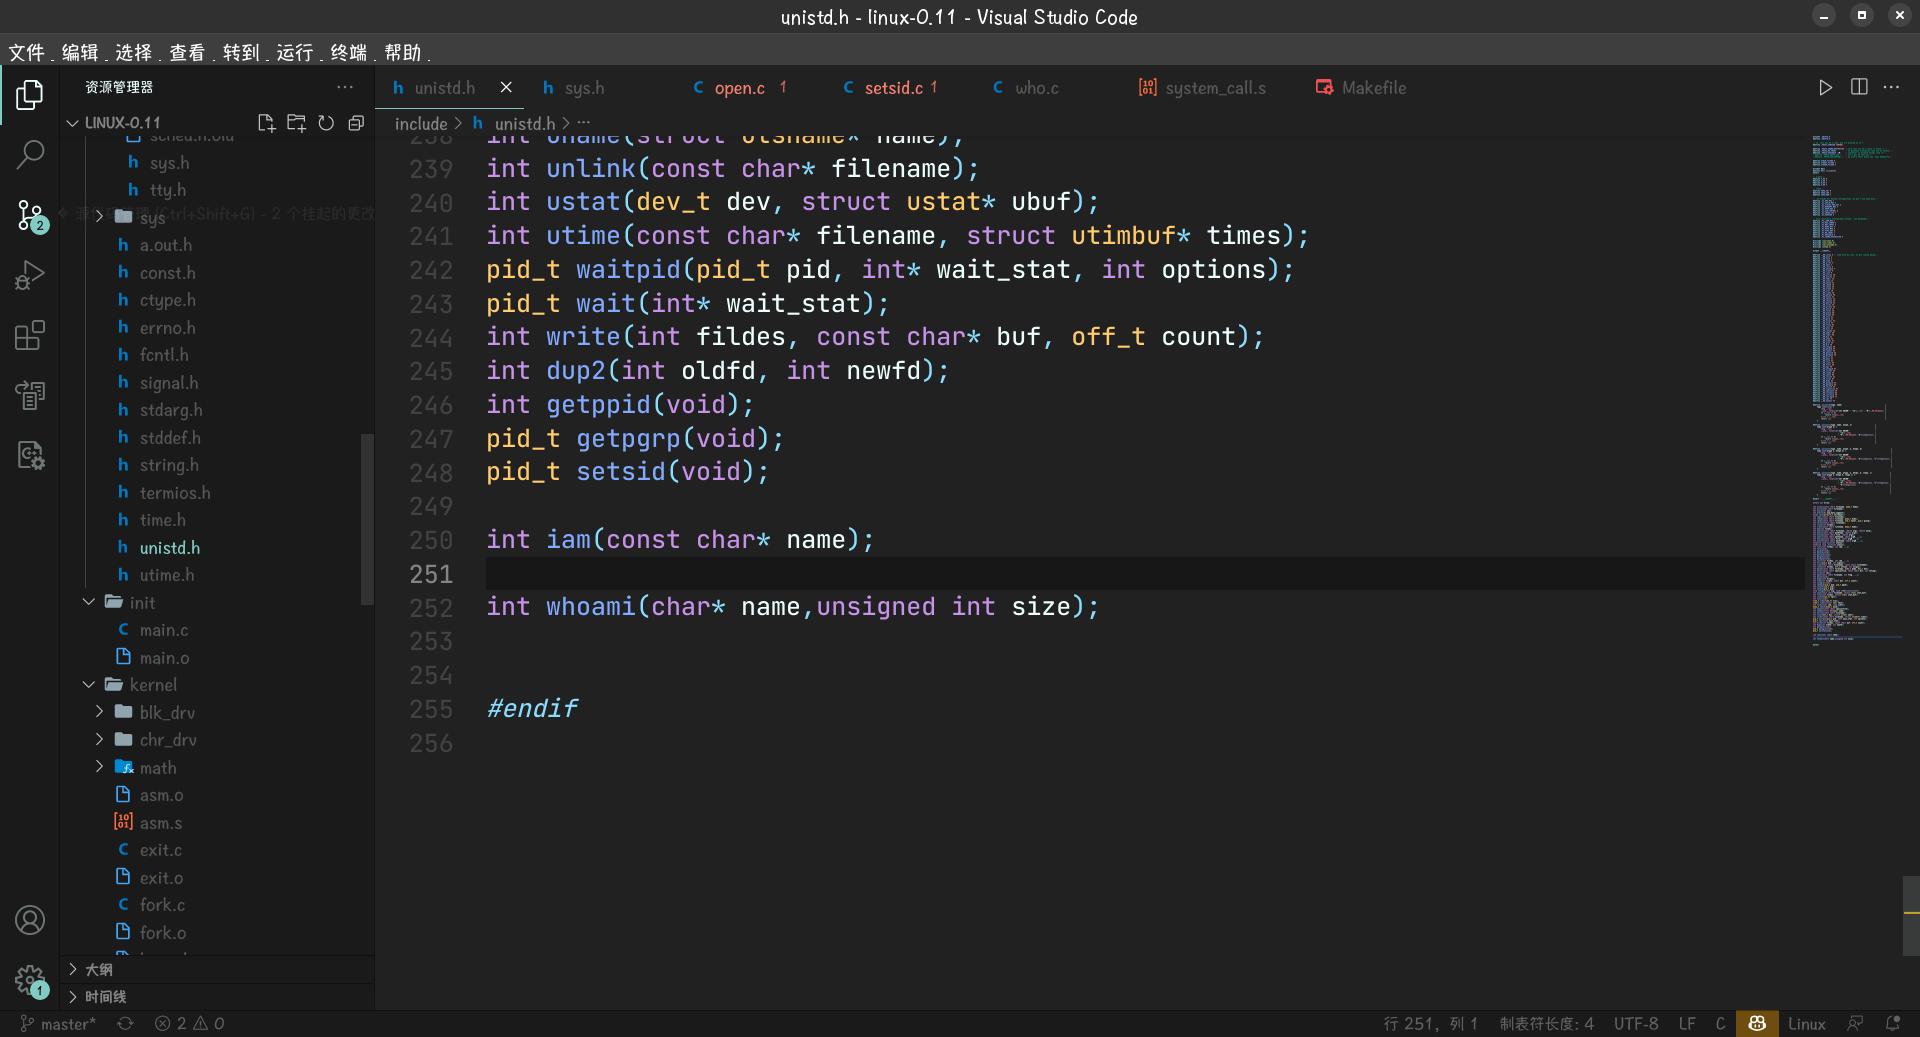 unistd.h - linux-0.11 - Visual Studio Code
文件 编辑 选择 查看 转到 运行 终端 帮助
资源管理器
unistd.h sys.h open.c 1 setsid.c 1 who.c system_call.s Makefile
LINUX-0.11
include > unistd.h > ...
sched.h.old
sys.h
tty.h
sys
a.out.h
const.h
ctype.h
errno.h
fcntl.h
signal.h
stdarg.h
stddef.h
string.h
termios.h
time.h
unistd.h
utime.h
init
main.c
main.o
kernel
blk_drv
chr_drv
math
asm.o
asm.s
exit.c
exit.o
fork.c
fork.o
大纲
时间线
238 int uname(struct utsname* name);
239 int unlink(const char* filename);
240 int ustat(dev_t dev, struct ustat* ubuf);
241 int utime(const char* filename, struct utimbuf* times);
242 pid_t waitpid(pid_t pid, int* wait_stat, int options);
243 pid_t wait(int* wait_stat);
244 int write(int fildes, const char* buf, off_t count);
245 int dup2(int oldfd, int newfd);
246 int getppid(void);
247 pid_t getpgrp(void);
248 pid_t setsid(void);
249
250 int iam(const char* name);
251
252 int whoami(char* name,unsigned int size);
253
254
255 #endif
256
2
1
master* 2 0 行 251，列 1 制表符长度: 4 UTF-8 LF C Linux